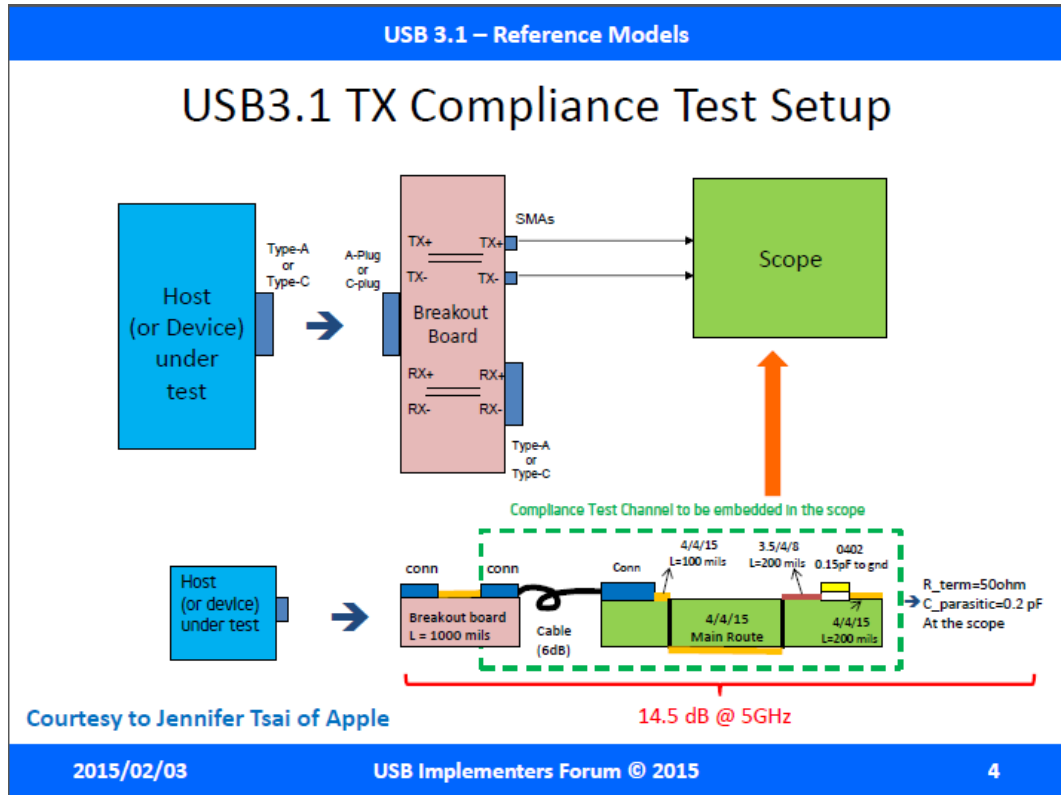 USB 3.1 – Reference Models
USB3.1 TX Compliance Test Setup
Host
(or Device)
under
test
Type-A
or
Type-C
A-Plug
or
C-plug
TX+
TX+
TX-
TX-
Breakout
Board
RX+
RX+
RX-
RX-
SMAs
Type-A
or
Type-C
Scope
Compliance Test Channel to be embedded in the scope
Host
(or device)
under test
conn
conn
Breakout board
L = 1000 mils
Cable
(6dB)
Conn
4/4/15
L=100 mils
3.5/4/8
L=200 mils
0402
0.15pF to gnd
4/4/15
Main Route
4/4/15
L=200 mils
R_term=50ohm
C_parasitic=0.2 pF
At the scope
14.5 dB @ 5GHz
Courtesy to Jennifer Tsai of Apple
2015/02/03
USB Implementers Forum © 2015
4